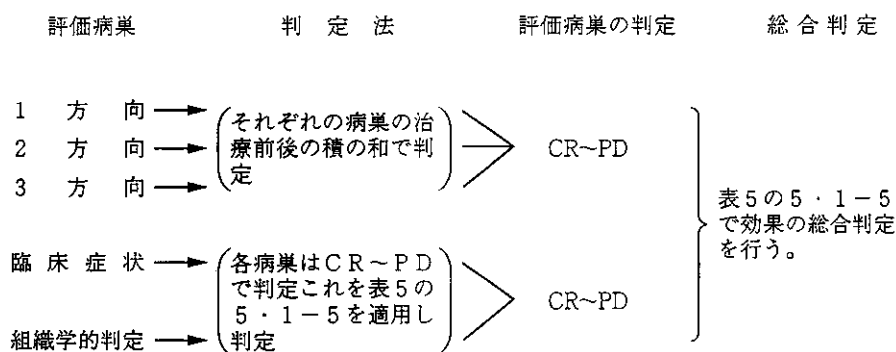 評価病巣 判定法 評価病巣の判定 総合判定
1方向
2方向
3方向
それぞれの病巣の治
療前後の積の和で判
定
CR~PD
臨床症状
組織学的判定
各病巣はCR~PD
で判定これを表5の
5・1-5を適用し
判定
CR~PD
表5の5・1-5
で効果の総合判定
を行う。